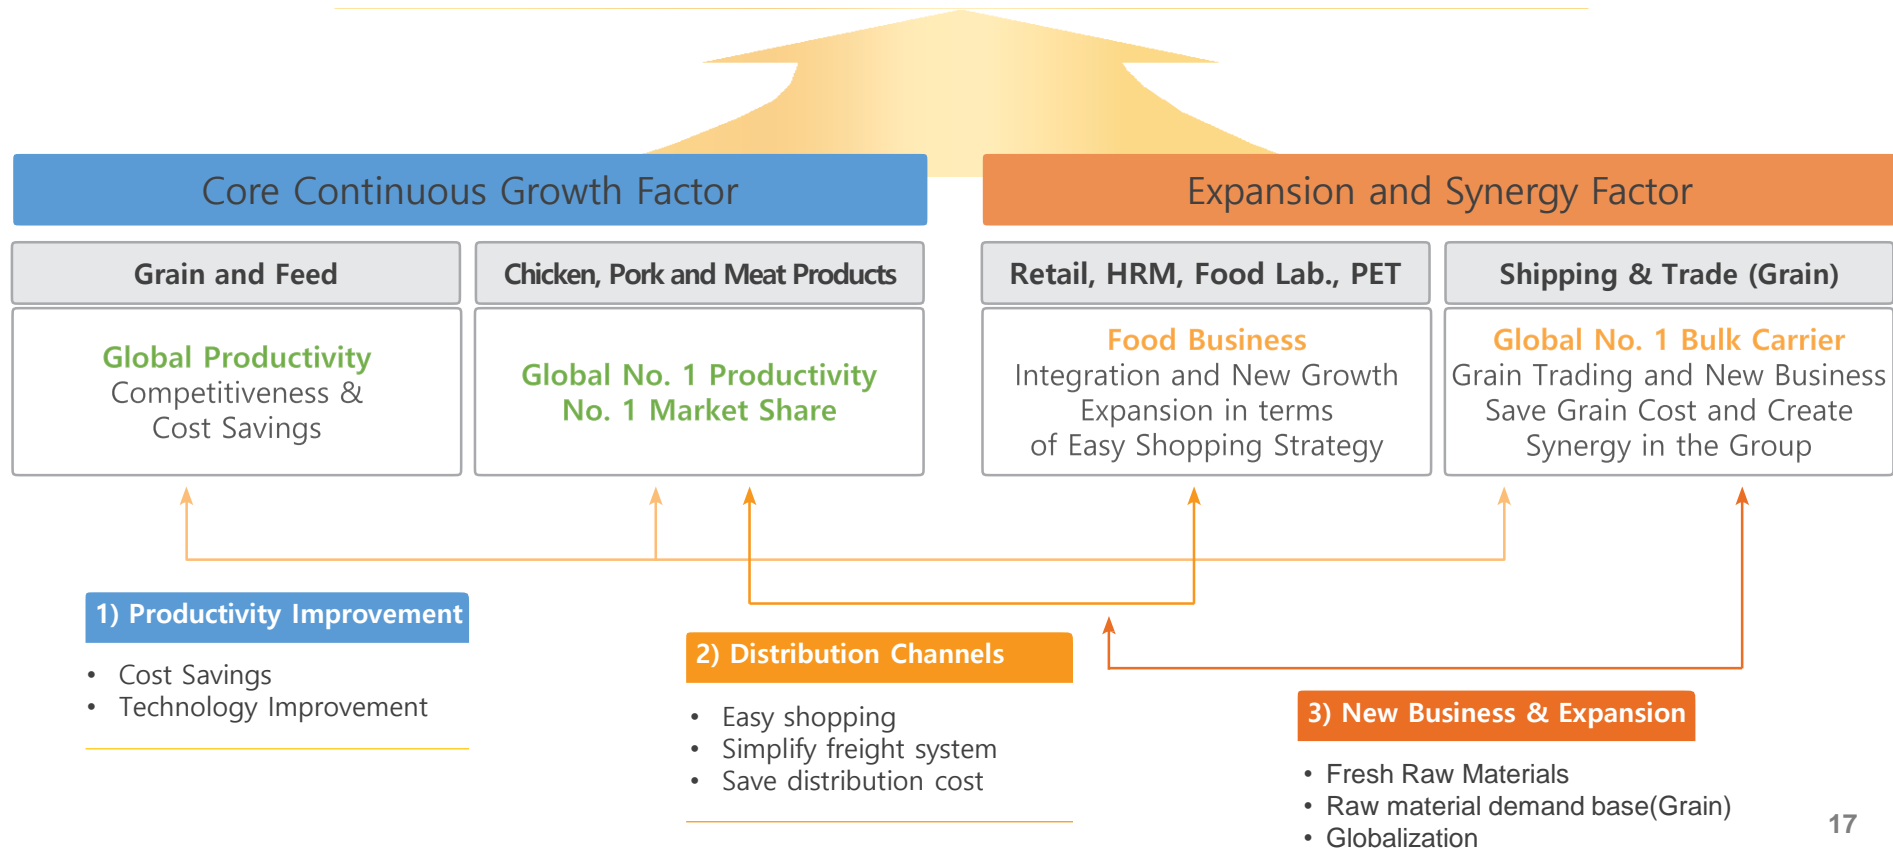 Core Continuous Growth Factor
Expansion and Synergy Factor
Grain and Feed
Chicken, Pork and Meat Products
Retail, HRM, Food Lab., PET
Shipping & Trade (Grain)
Global Productivity
Competitiveness &
Cost Savings
Global No. 1 Productivity
No. 1 Market Share
Food Business
Integration and New Growth
Expansion in terms
of Easy Shopping Strategy
Global No. 1 Bulk Carrier
Grain Trading and New Business
Save Grain Cost and Create
Synergy in the Group
1) Productivity Improvement
• Cost Savings
• Technology Improvement
2) Distribution Channels
• Easy shopping
• Simplify freight system
• Save distribution cost
3) New Business & Expansion
• Fresh Raw Materials
• Raw material demand base(Grain)
• Globalization
17